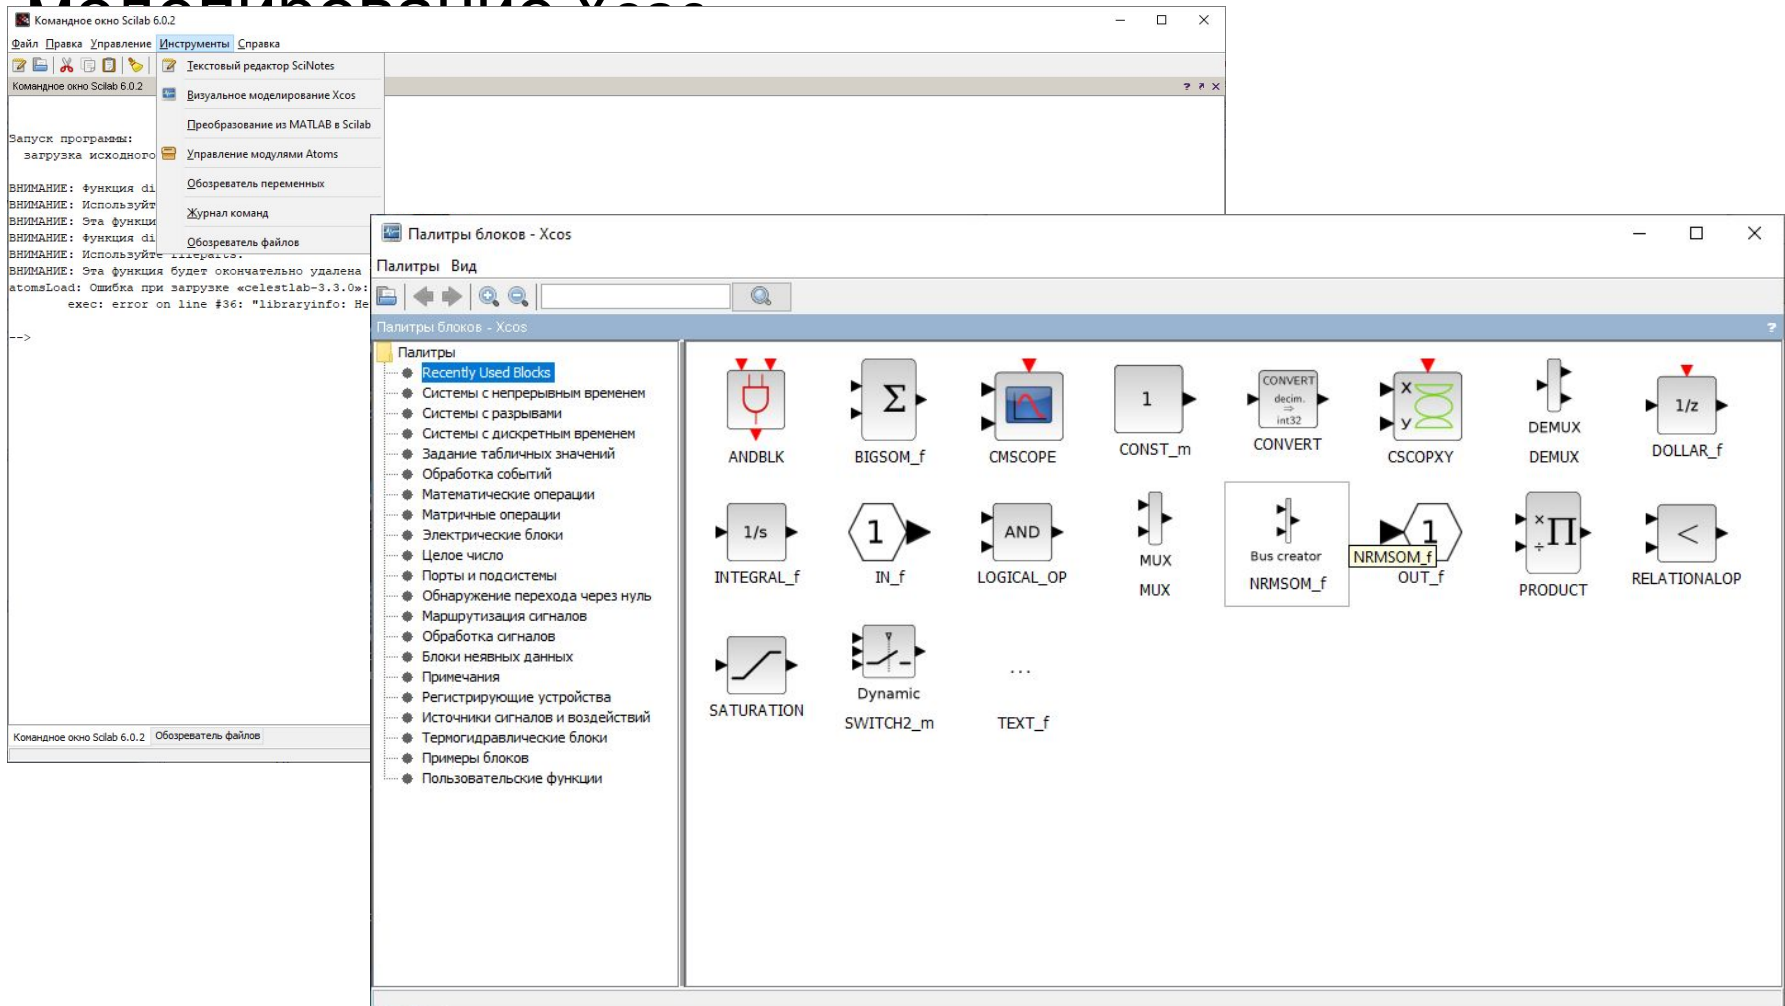 моделирование Xcos
Командное окно Scilab 6.0.2
Файл Правка Управление Инструменты Справка
Текстовый редактор SciNotes
Командное окно Scilab 6.0.2
Визуальное моделирование Xcos
Преобразование из MATLAB в Scilab
Управление модулями Atoms
Обозреватель переменных
Журнал команд
Обозреватель файлов
Запуск программы:
загрузка исходного
ВНИМАНИЕ: Функция di
ВНИМАНИЕ: Используйт
ВНИМАНИЕ: Эта функци
ВНИМАНИЕ: Функция di
ВНИМАНИЕ: Используйте fileparts.
ВНИМАНИЕ: Эта функция будет окончательно удалена
atomsLoad: Ошибка при загрузке «celestlab-3.3.0»:
exec: error on line #36: "libraryinfo: Не
-->
Командное окно Scilab 6.0.2 Обозреватель файлов
Палитры блоков - Xcos
Палитры Вид
Палитры блоков - Xcos
Палитры
Recently Used Blocks
Системы с непрерывным временем
Системы с разрывами
Системы с дискретным временем
Задание табличных значений
Обработка событий
Математические операции
Матричные операции
Электрические блоки
Целое число
Порты и подсистемы
Обнаружение перехода через нуль
Маршрутизация сигналов
Обработка сигналов
Блоки неявных данных
Примечания
Регистрирующие устройства
Источники сигналов и воздействий
Термогидравлические блоки
Примеры блоков
Пользовательские функции
Σ
1
CONVERT
decim.
⇒
int32
X
Y
DEMUX
1/z
ANDBLK BIGSOM_f CMSCOPE CONST_m CONVERT CSCOPXY DEMUX DOLLAR_f
1/s
1
AND
MUX
Bus creator
NRMSOM_f
1
×
÷
Π
<
INTEGRAL_f IN_f LOGICAL_OP MUX NRMSOM_f OUT_f PRODUCT RELATIONALOP
Dynamic
...
SATURATION SWITCH2_m TEXT_f